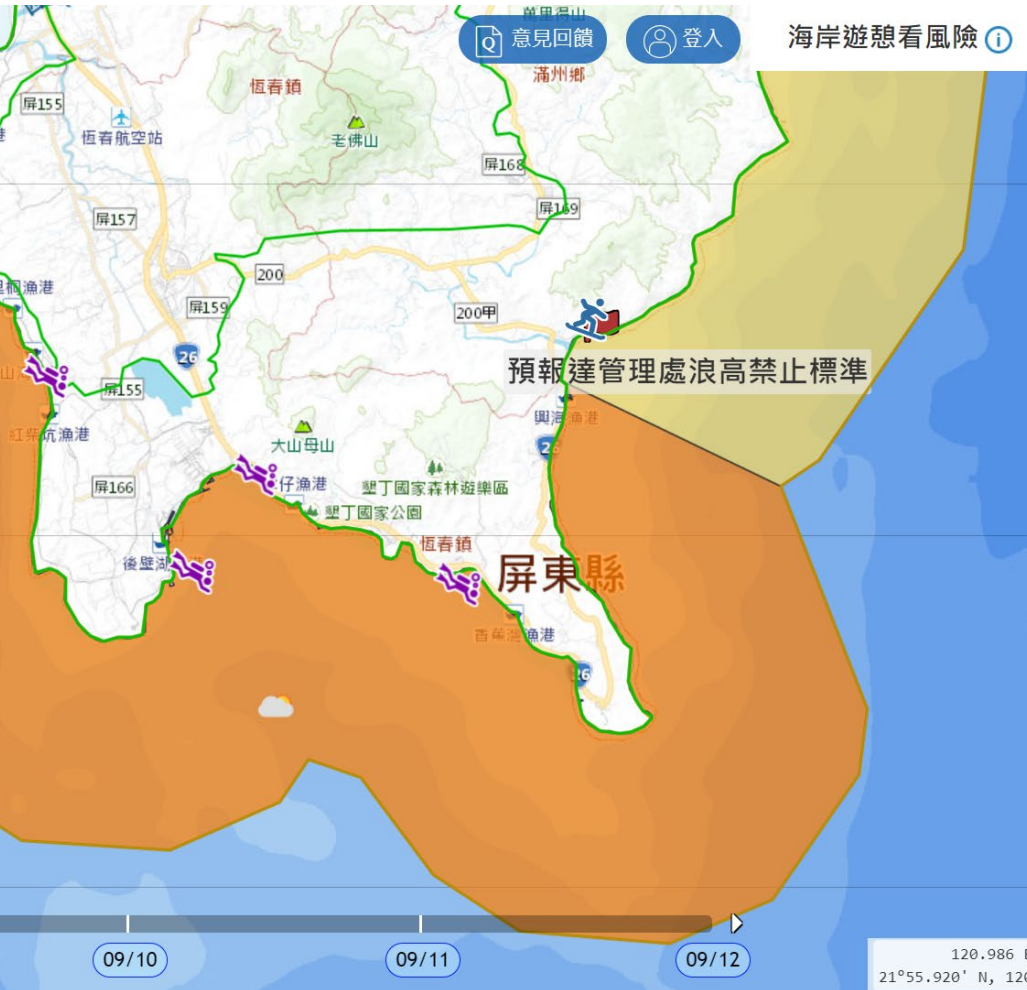 萬里得山
意見回饋
登入
海岸遊憩看風險
滿州鄉
恆春鎮
屏155
恆春航空站
老佛山
屏168
屏169
屏157
200
屏159
200甲
26
預報達管理處浪高禁止標準
屏155
紅柴坑漁港
興海漁港
大山母山
屏166
仔漁港
墾丁國家森林遊樂區
墾丁國家公園
恆春鎮
屏東縣
後壁湖
香蕉灣漁港
26
09/10
09/11
09/12
120.986 E
21°55.920' N, 120